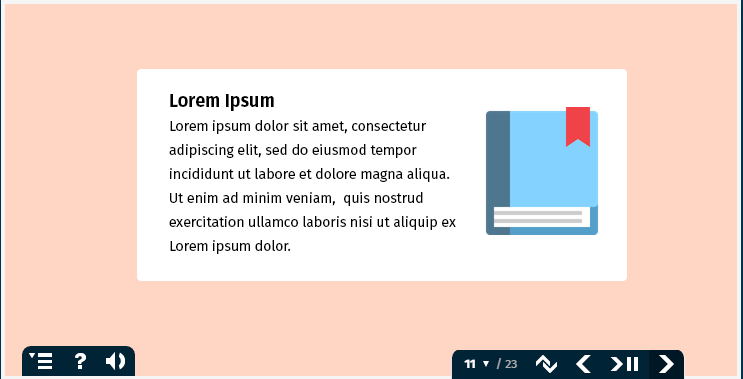 Lorem Ipsum
Lorem ipsum dolor sit amet, consectetur
adipiscing elit, sed do eiusmod tempor
incididunt ut labore et dolore magna aliqua.
Ut enim ad minim veniam,  quis nostrud
exercitation ullamco laboris nisi ut aliquip ex
Lorem ipsum dolor.
? 11 / 23